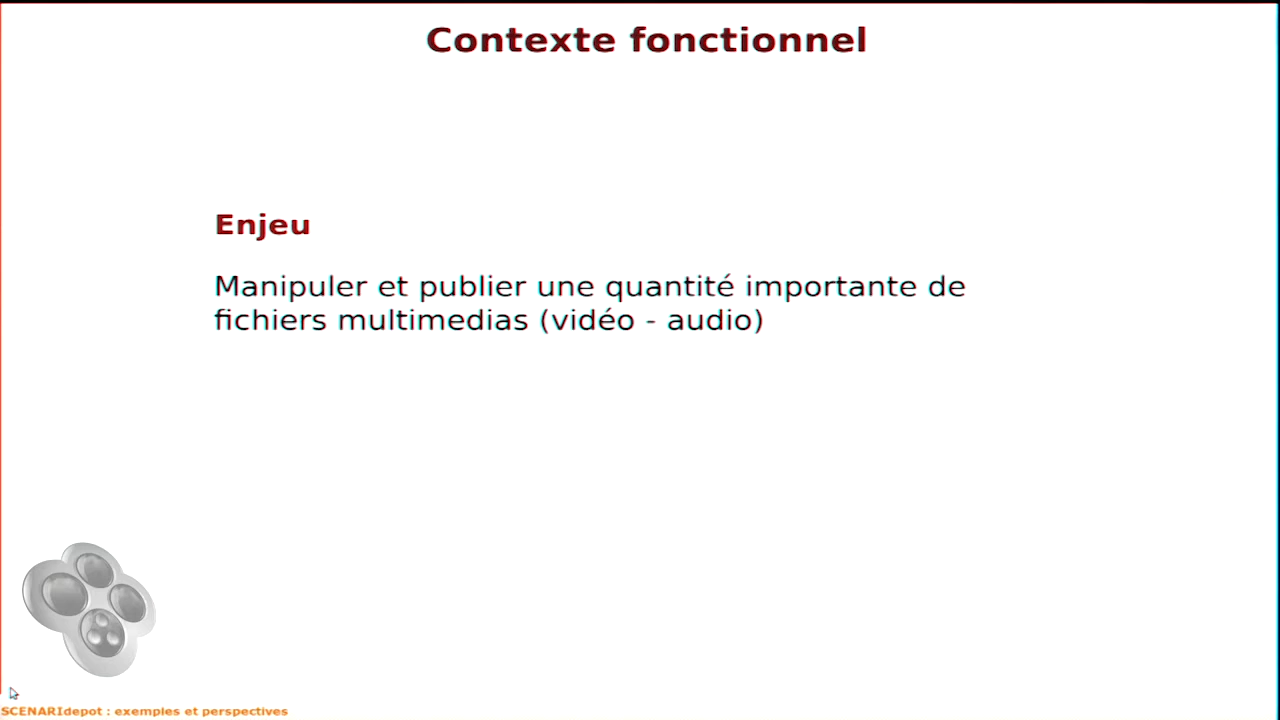 Contexte fonctionnel
Enjeu
Manipuler et publier une quantité importante de
fichiers multimedias (vidéo - audio)
SCENARIdepot : exemples et perspectives